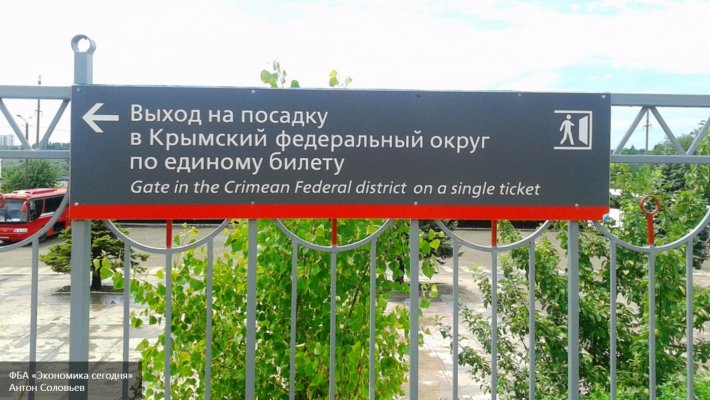 Выход на посадку
в Крымский федеральный округ
по единому билету
Gate in the Crimean Federal district on a single ticket
ФБА «Экономика сегодня»
Антон Соловьев